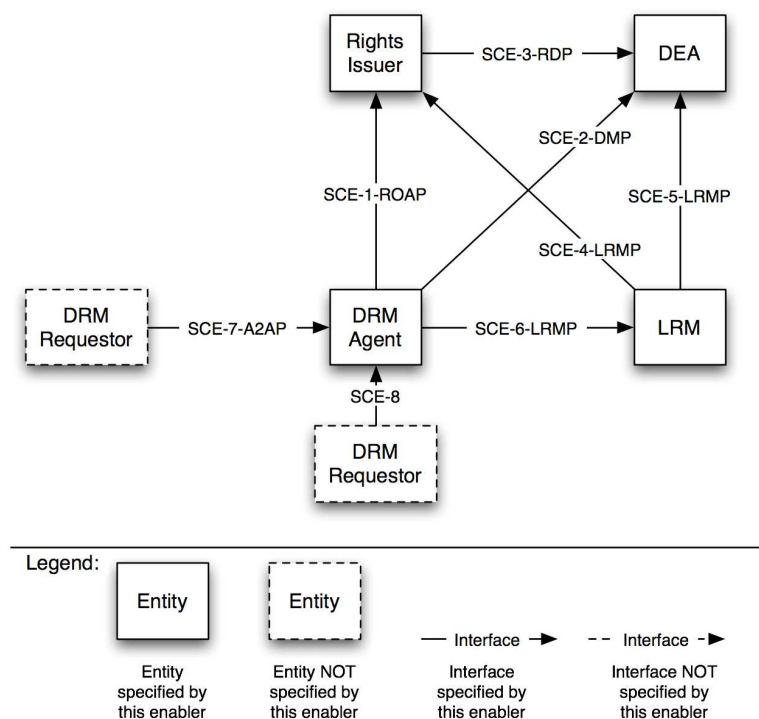 Rights
Issuer
SCE-3-RDP
DEA
SCE-2-DMP
SCE-1-ROAP
SCE-5-LRMP
SCE-4-LRMP
DRM
Requestor
SCE-7-A2AP
DRM
Agent
SCE-6-LRMP
LRM
SCE-8
DRM
Requestor
Legend:
Entity
Entity
Interface
Interface
Entity
specified by
this enabler
Entity NOT
specified by
this enabler
Interface
specified by
this enabler
Interface NOT
specified by
this enabler